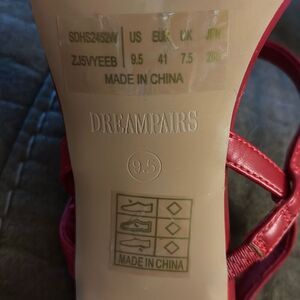 SDHS2452W US EUR UK JPN
ZJ5VYEEB 9.5 41 7.5
MADE IN CHINA
DREAMPAIRS
9.5
MADE IN CHINA